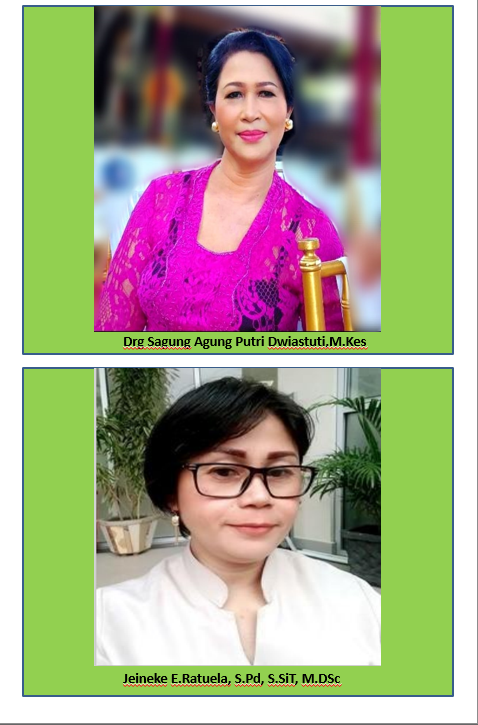 Drg Sagung Agung Putri Dwiastuti,M.Kes
Jeineke E.Ratuela, S.Pd, S.SiT, M.DSc